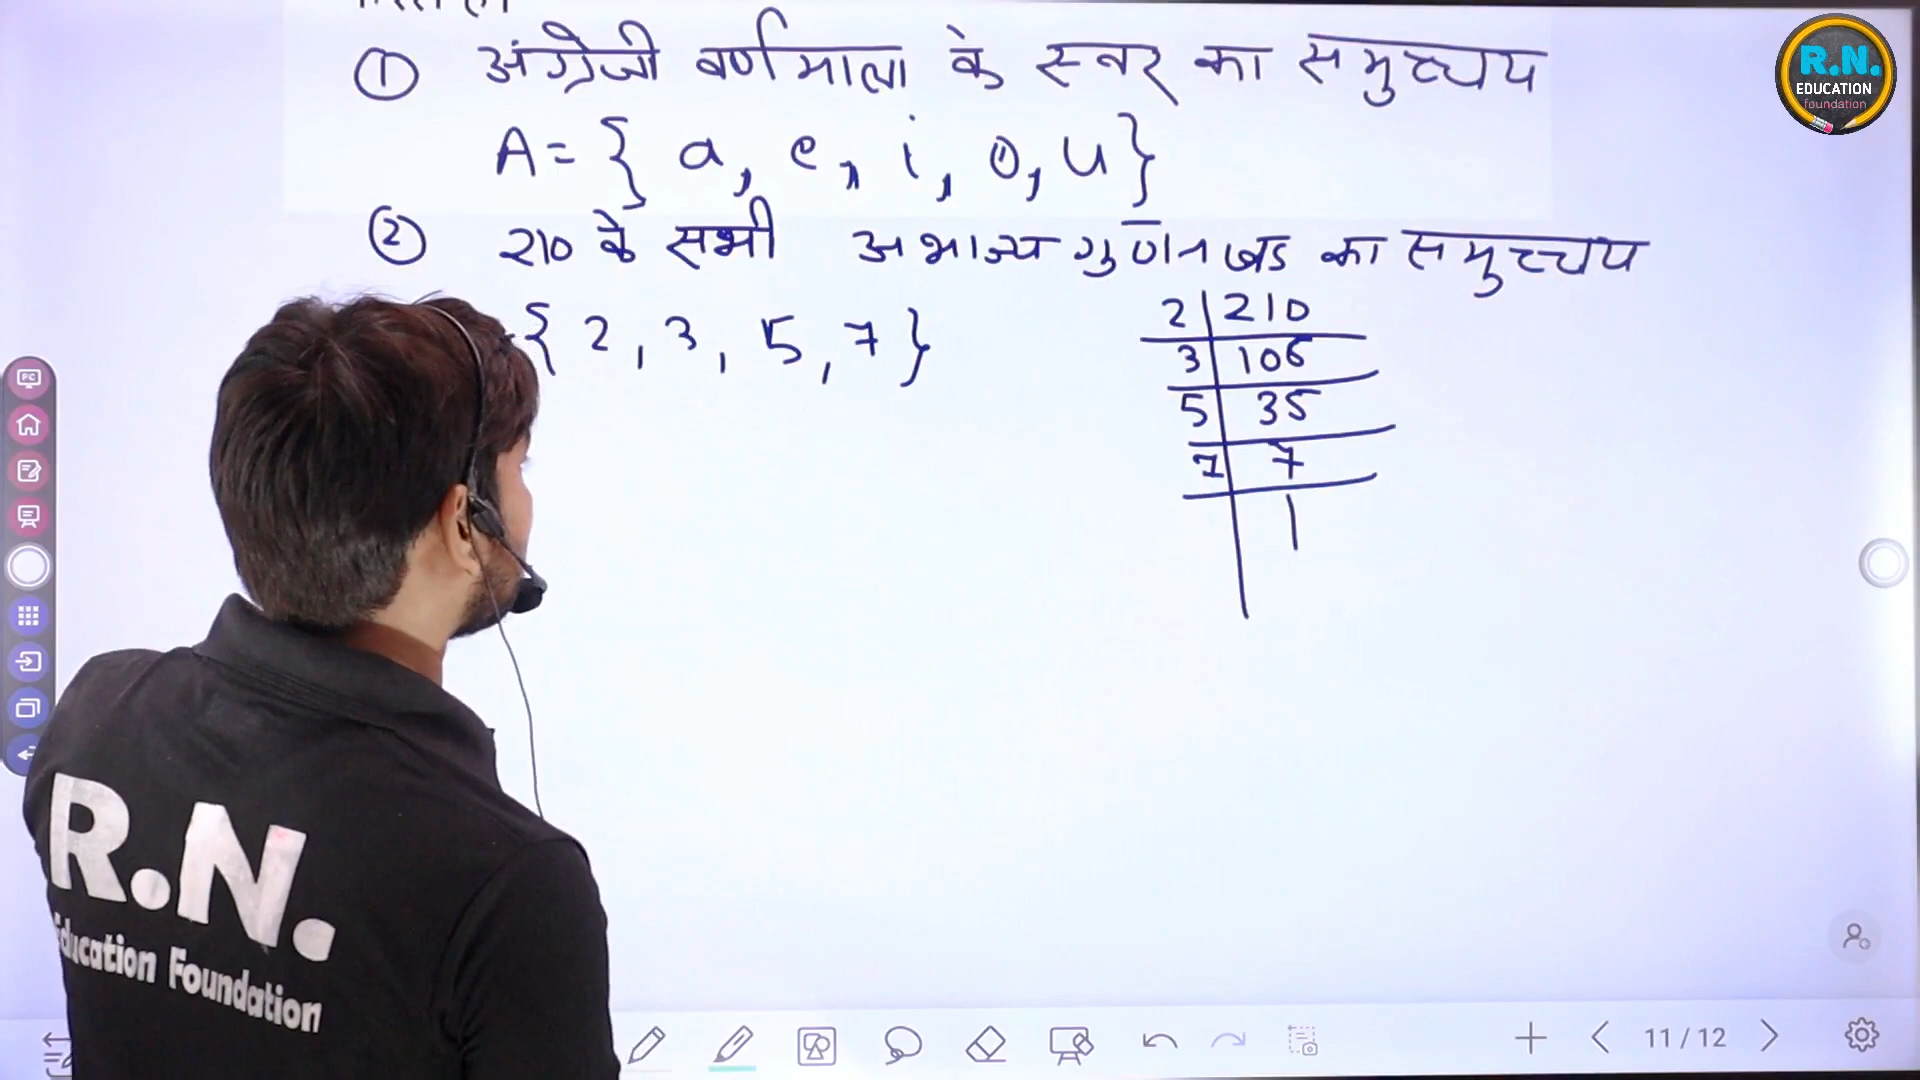 ① अंग्रेजी वर्णमाला के स्वर का समुच्चय
A = { a, e, i, o, u }
② 210 के सभी अभाज्य गुणनखंड का समुच्चय
{ 2, 3, 5, 7 }
2 | 210
3 | 105
5 | 35
7 | 7
1
R.N.
EDUCATION
foundation
PC
R.N.
Education Foundation
11 / 12